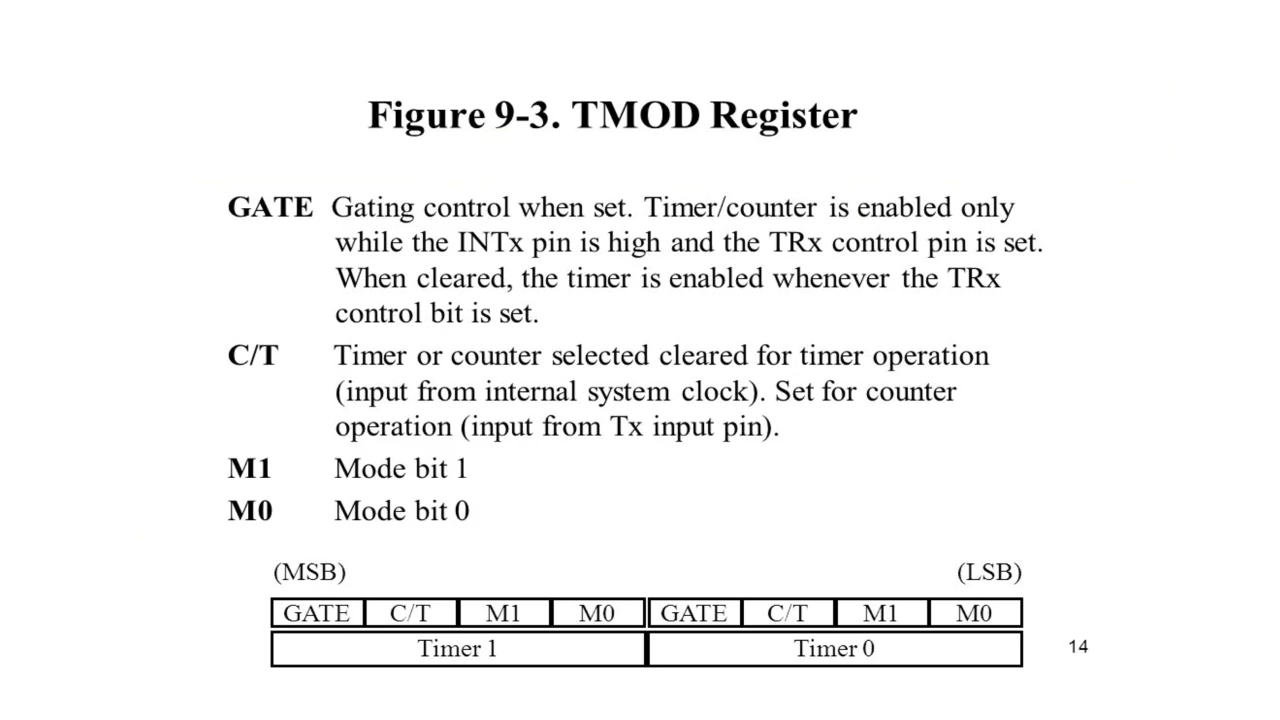 Figure 9-3. TMOD Register
GATE Gating control when set. Timer/counter is enabled only
while the INTx pin is high and the TRx control pin is set.
When cleared, the timer is enabled whenever the TRx
control bit is set.
C/T Timer or counter selected cleared for timer operation
(input from internal system clock). Set for counter
operation (input from Tx input pin).
M1 Mode bit 1
M0 Mode bit 0
(MSB) (LSB)
GATE C/T M1 M0 GATE C/T M1 M0
Timer 1 Timer 0
14